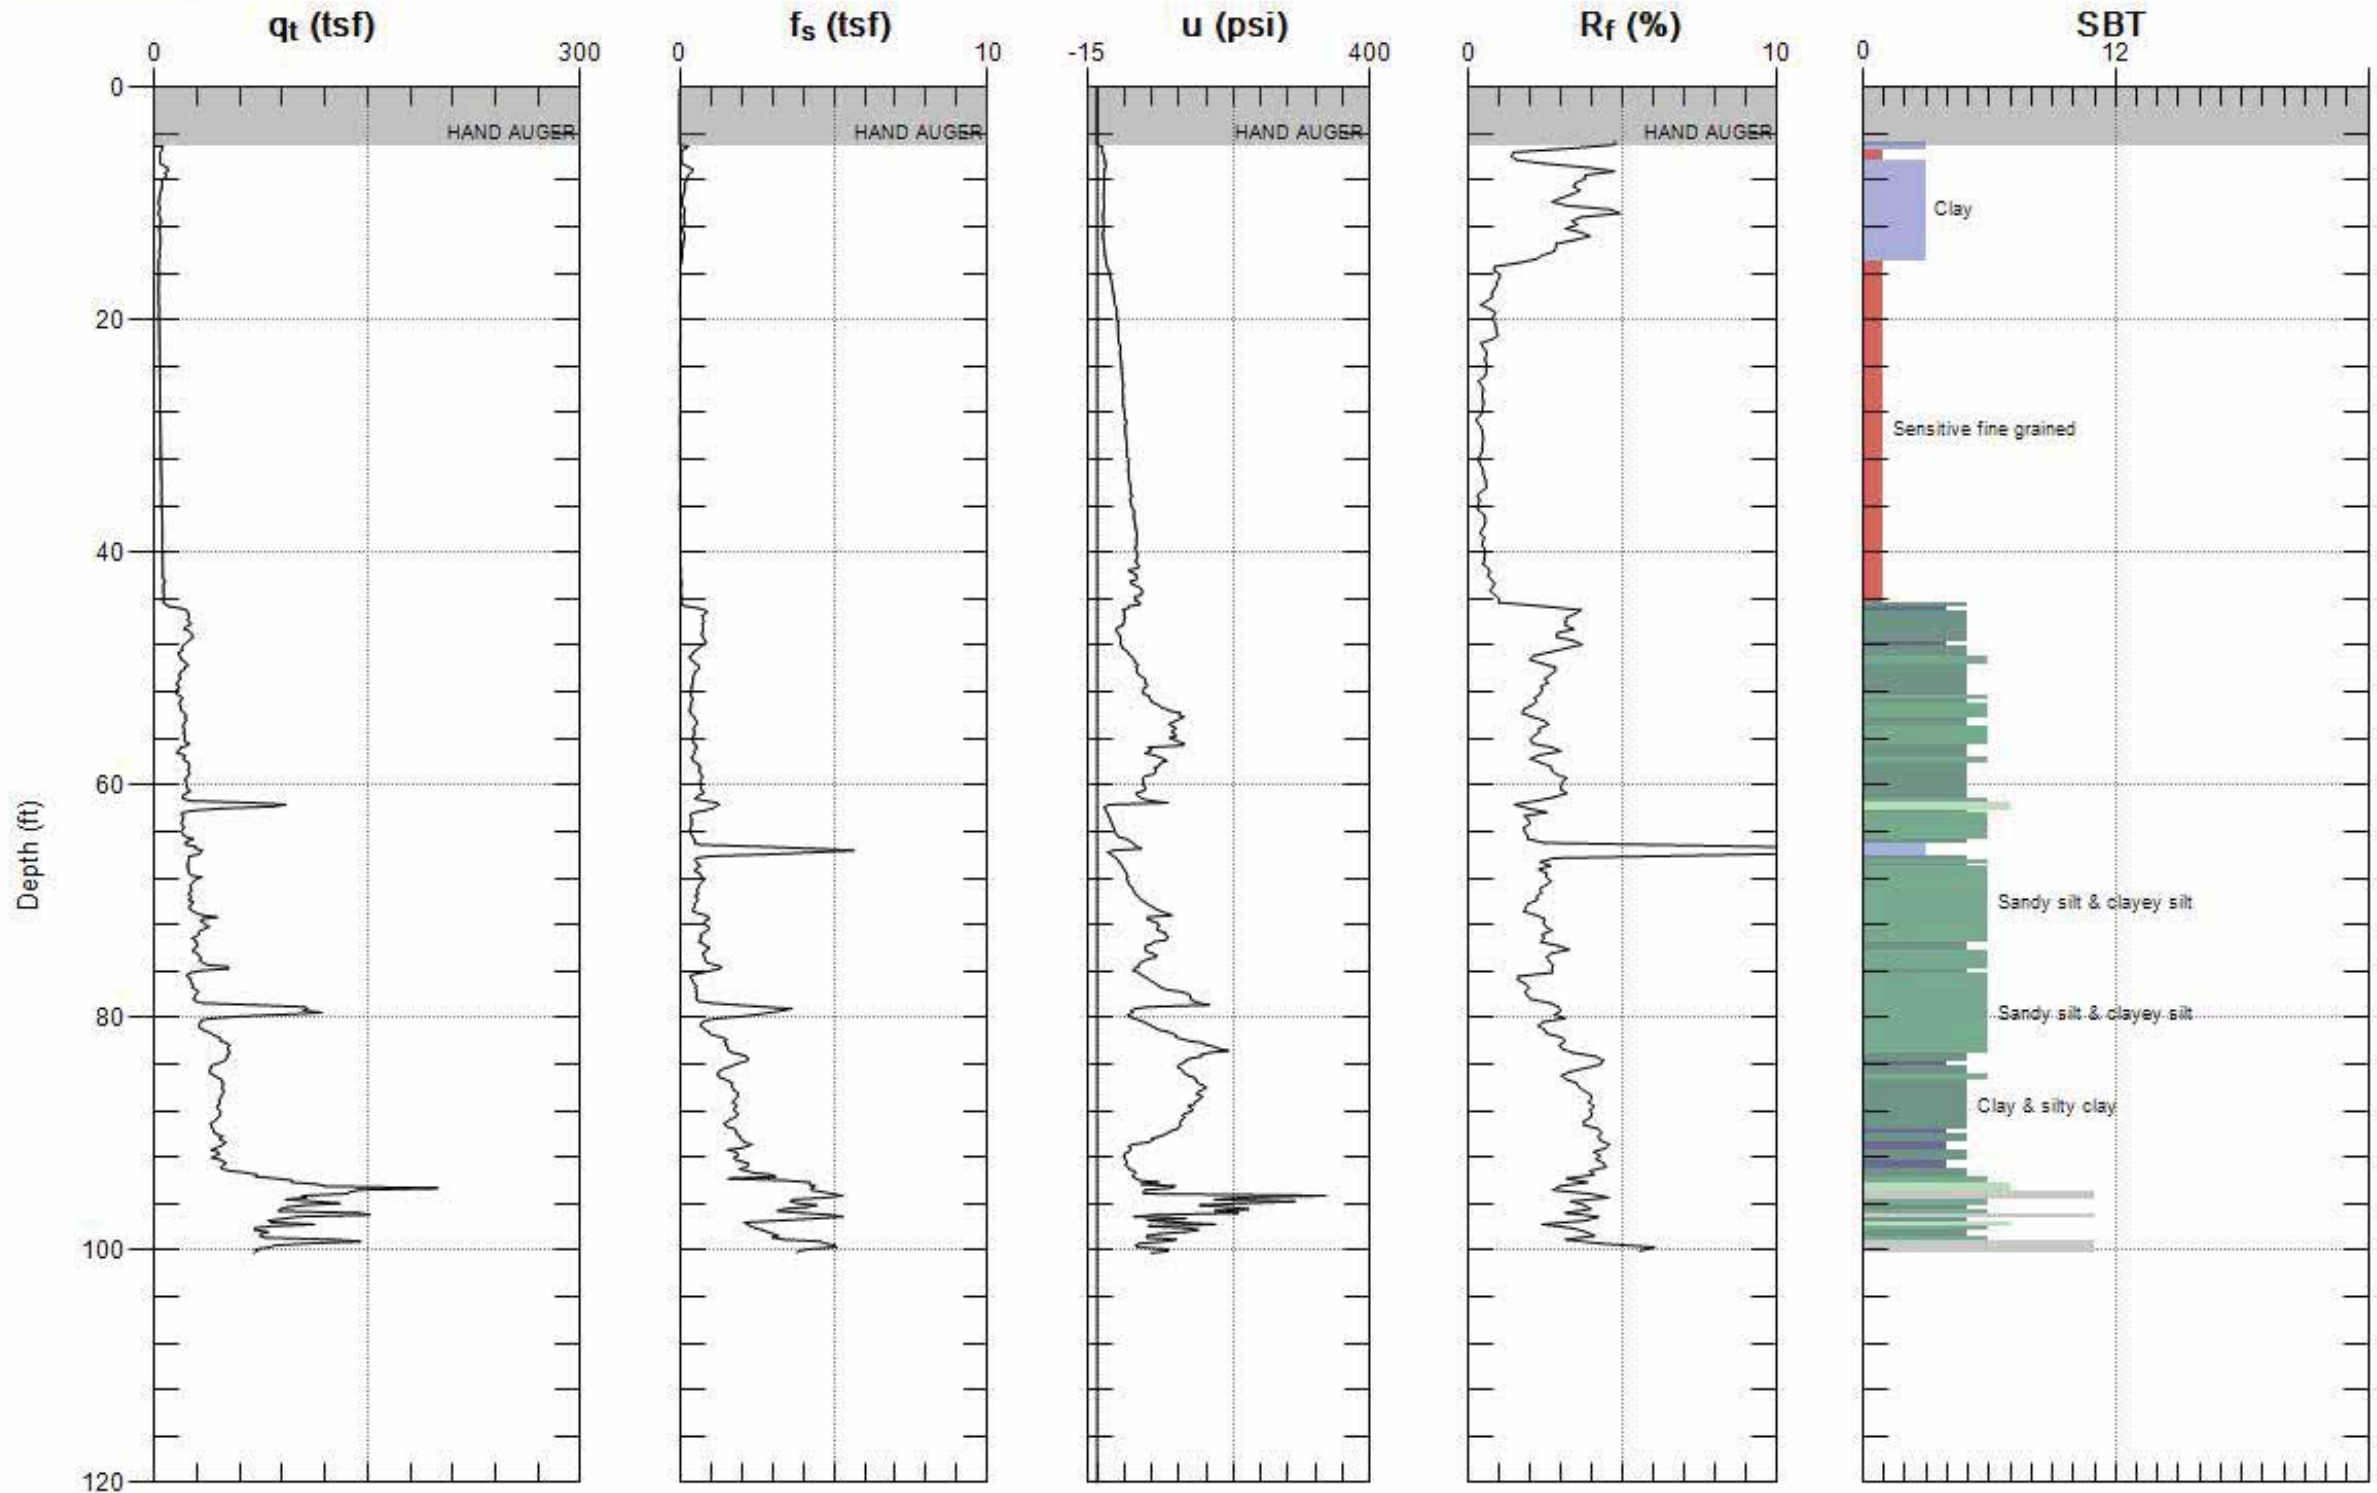 qt (tsf) fs (tsf) u (psi) Rf (%) SBT
0 300 0 10 -15 400 0 10 0 12
0
HAND AUGER HAND AUGER HAND AUGER HAND AUGER
Clay
20
Sensitive fine grained
40
60
Depth (ft)
Sandy silt & clayey silt
80
Sandy silt & clayey silt
Clay & silty clay
100
120